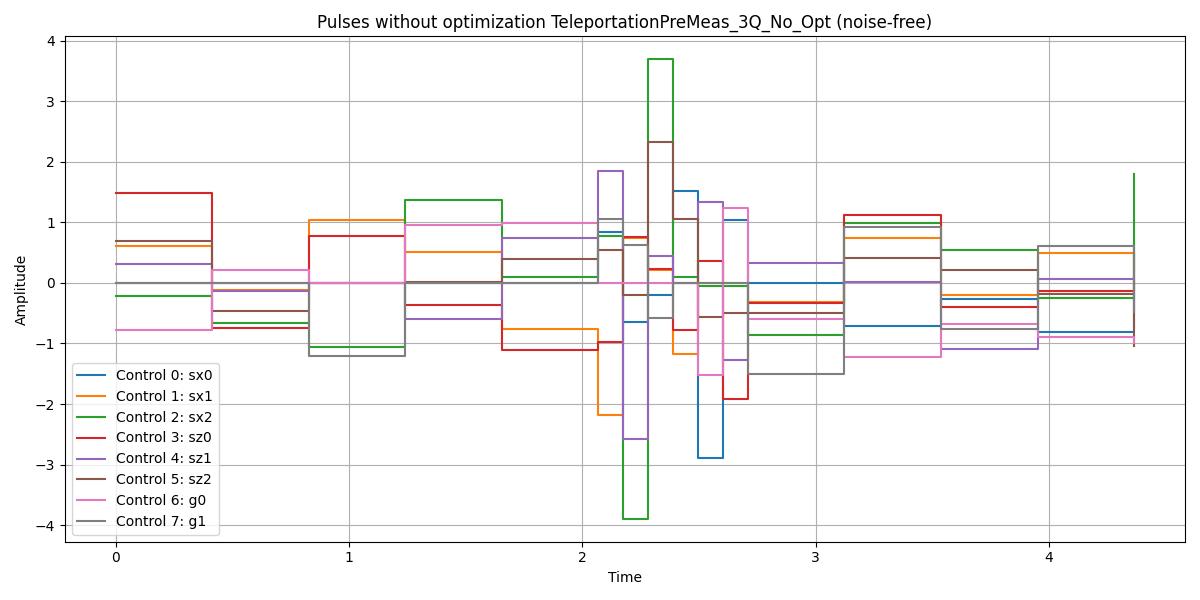 Pulses without optimization TeleportationPreMeas_3Q_No_Opt (noise-free)
4
3
2
1
0
−1
−2
−3
−4
Amplitude
Control 0: sx0
Control 1: sx1
Control 2: sx2
Control 3: sz0
Control 4: sz1
Control 5: sz2
Control 6: g0
Control 7: g1
0
1
2
3
4
Time